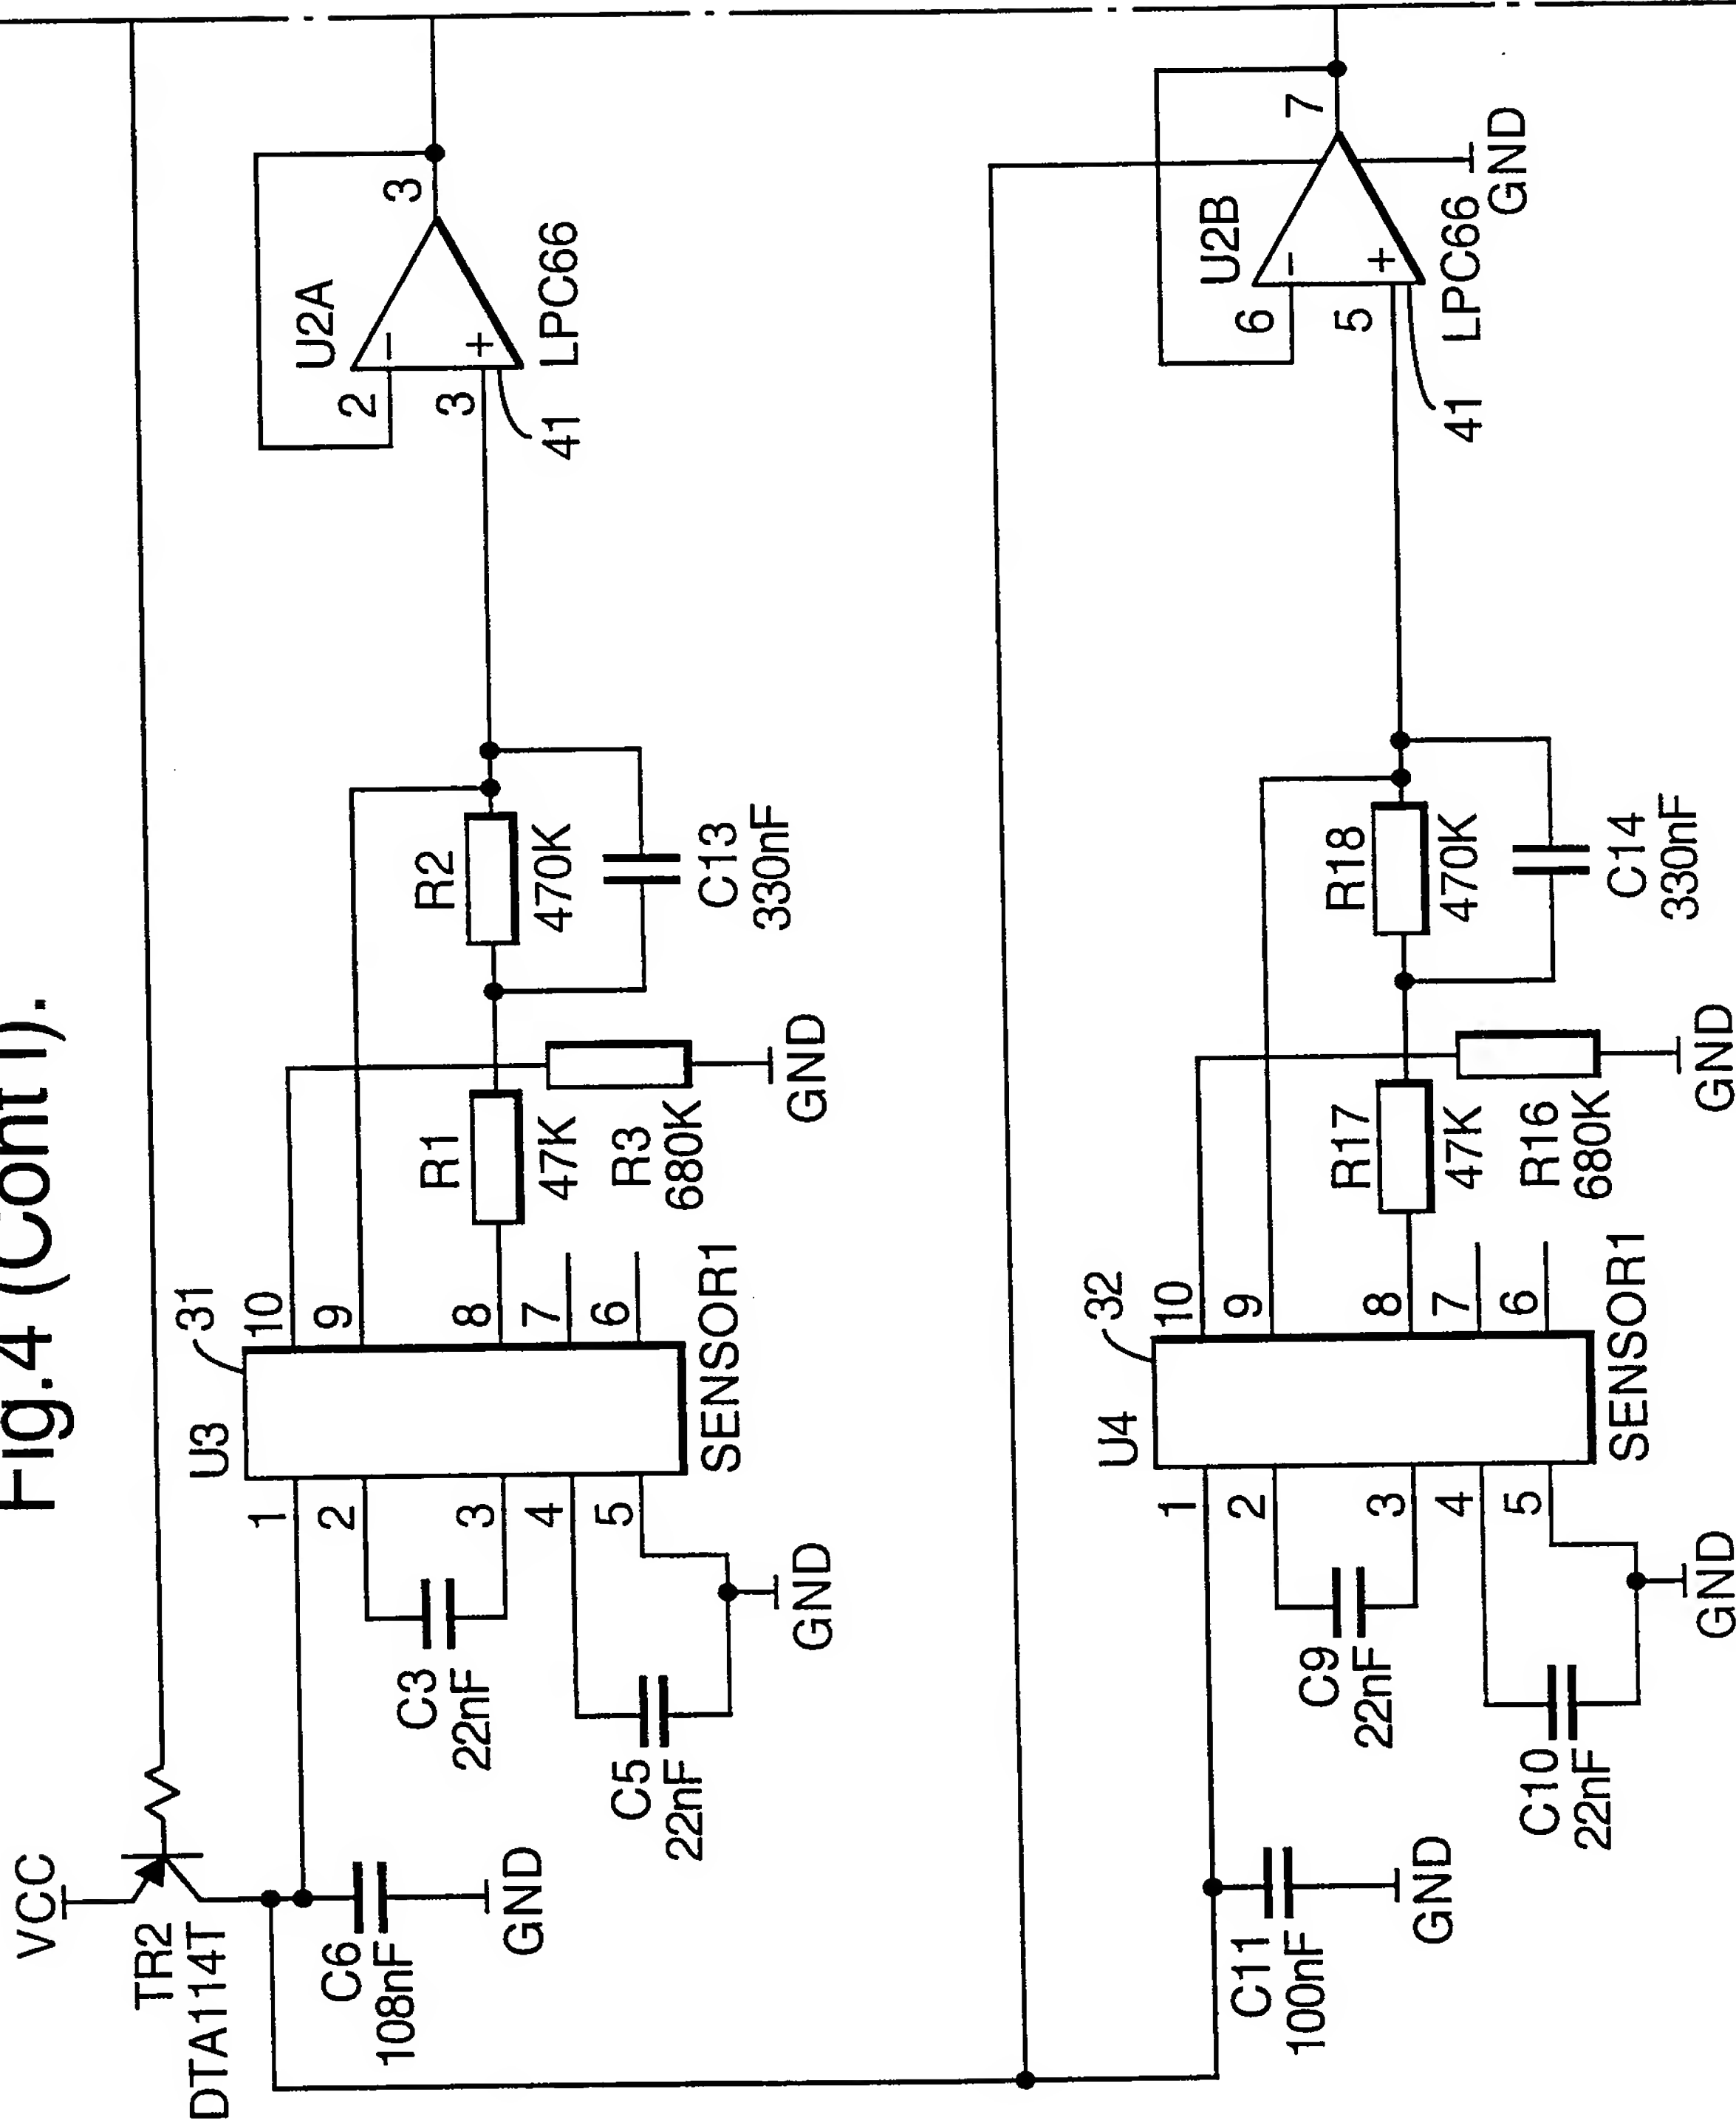 Fig.4 (Cont I).
VCC
TR2
DTA114T
C6
108nF
GND
C3
22nF
C5
22nF
GND
U3
31
1
2
3
4
5
10
9
8
7
6
SENSOR1
R1
47K
R3
680K
GND
R2
470K
C13
330nF
U2A
2
3
-
+
3
LPC66
41
C11
100nF
GND
C9
22nF
C10
22nF
GND
U4
32
1
2
3
4
5
10
9
8
7
6
SENSOR1
R17
47K
R16
680K
GND
R18
470K
C14
330nF
U2B
6
5
-
+
7
LPC66
GND
41